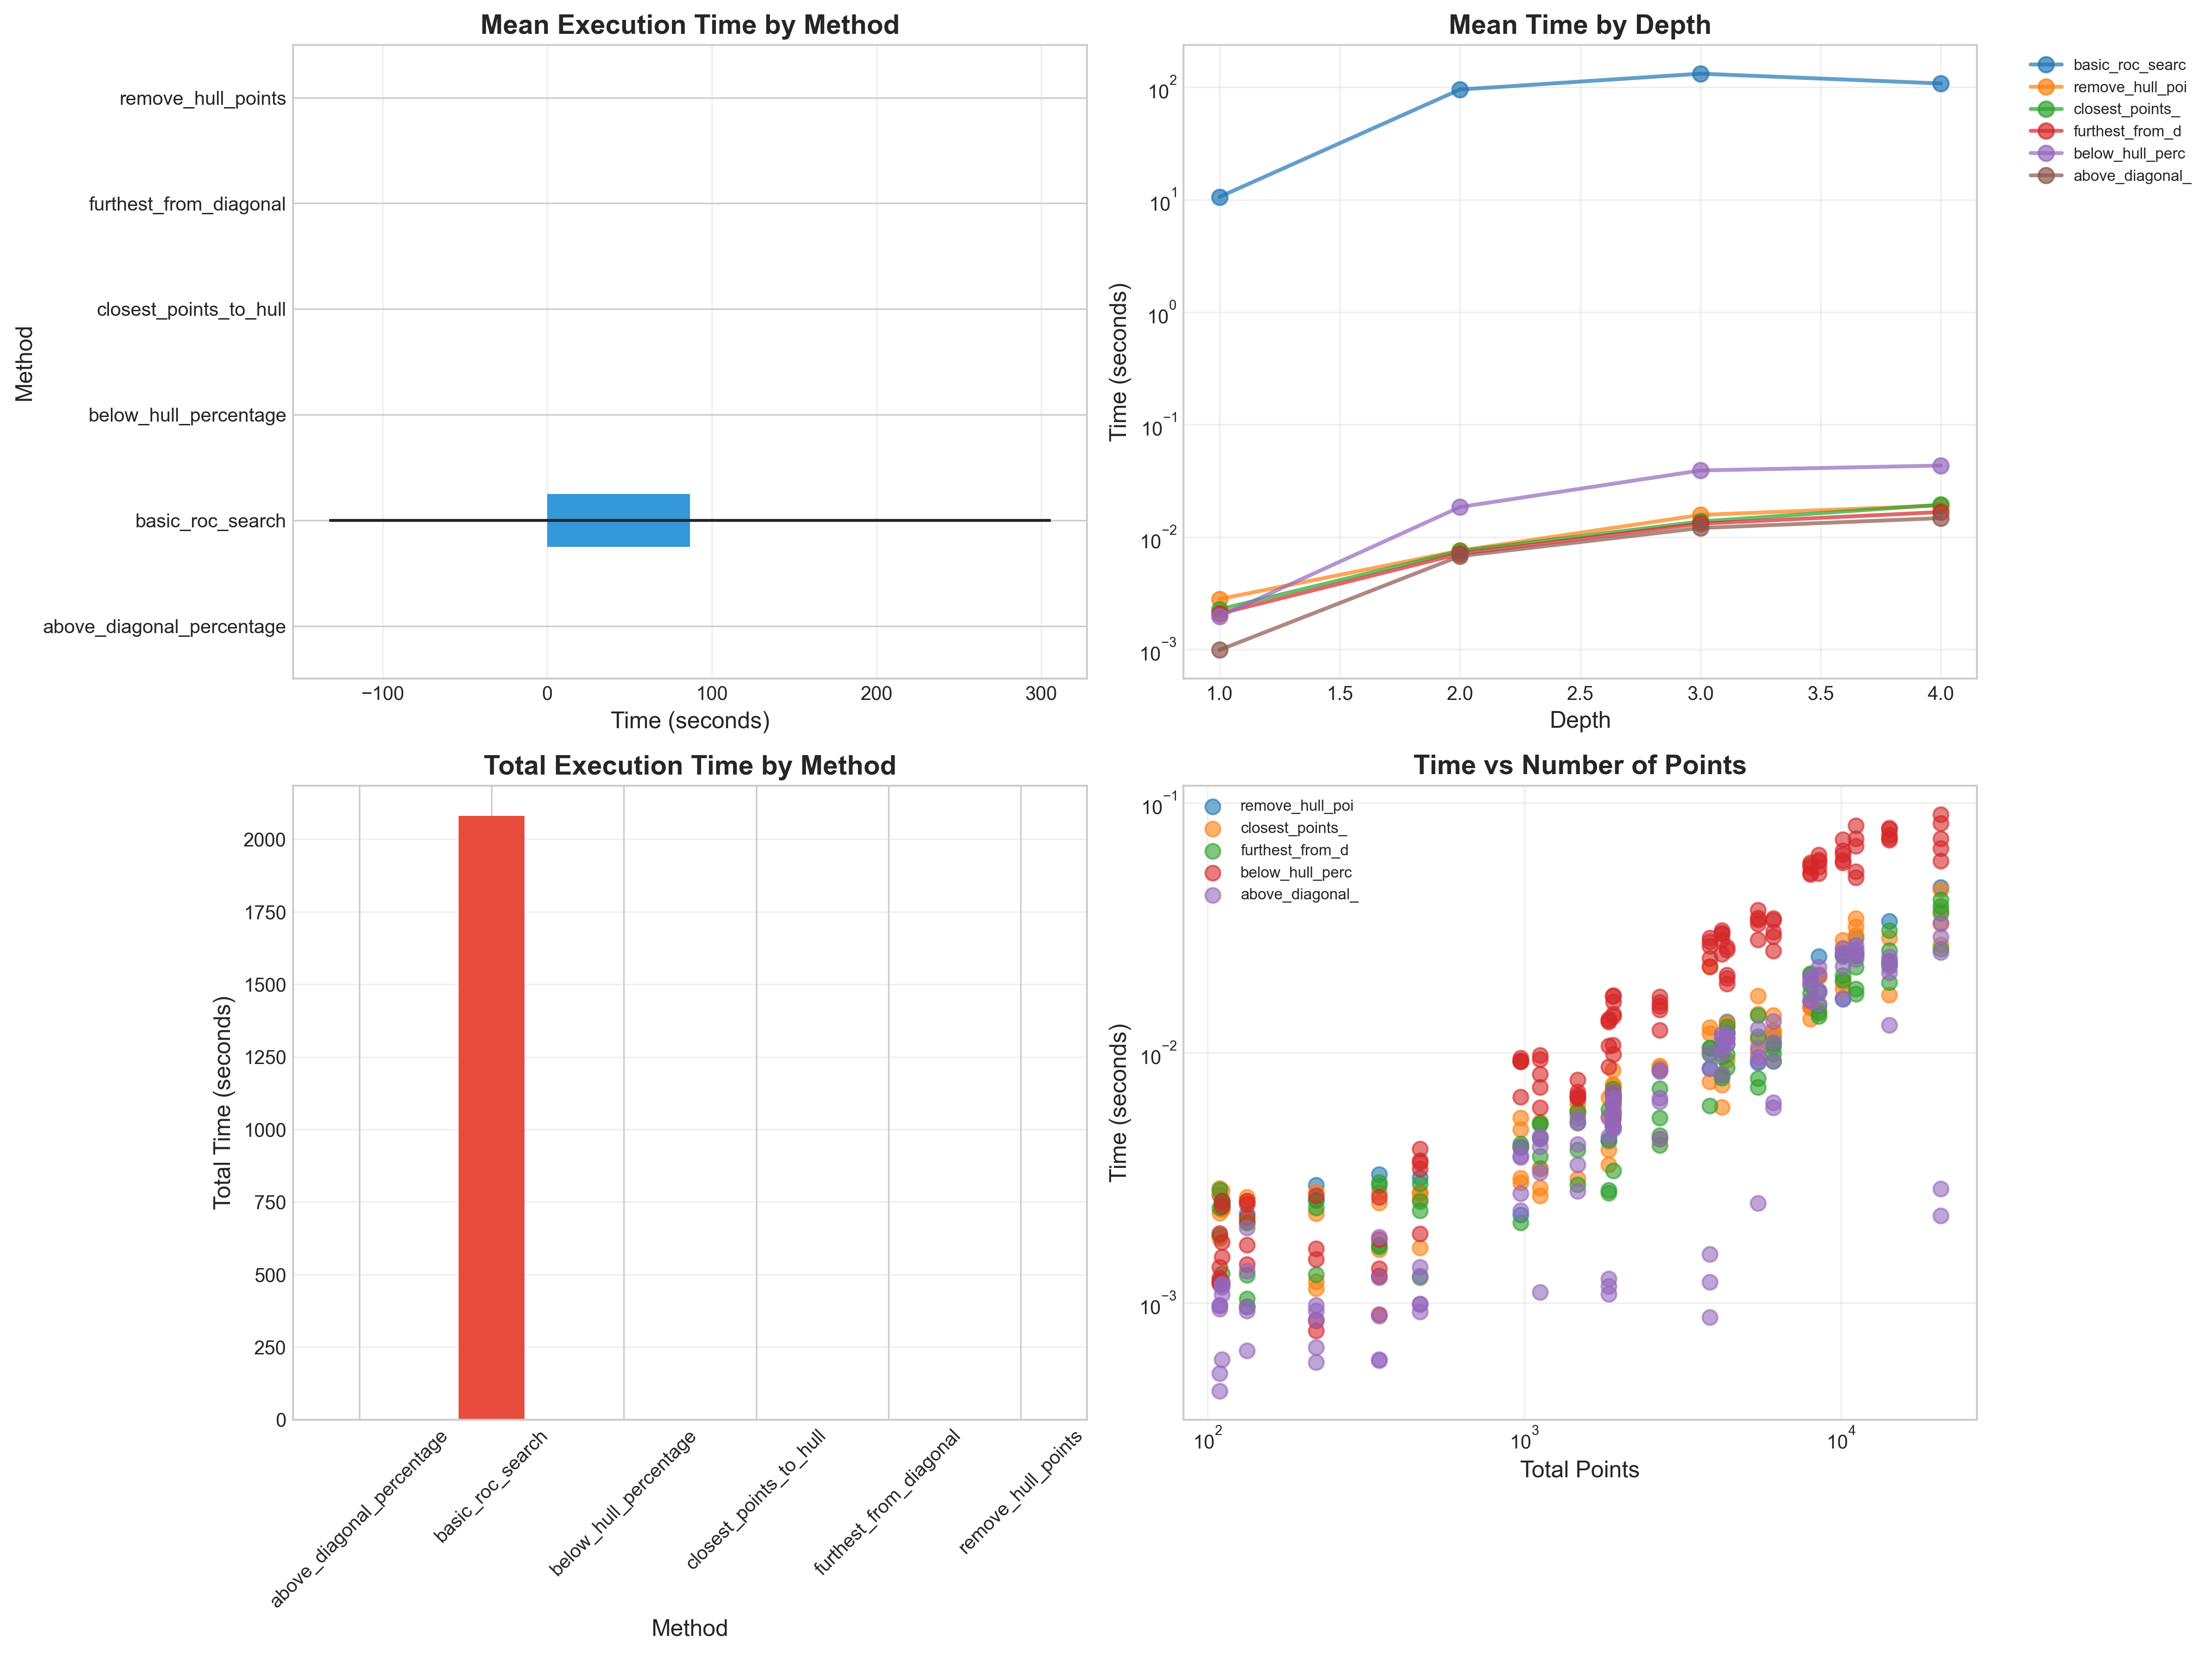 Mean Execution Time by Method
Method
remove_hull_points
furthest_from_diagonal
closest_points_to_hull
below_hull_percentage
basic_roc_search
above_diagonal_percentage
−100 0 100 200 300
Time (seconds)
Mean Time by Depth
Time (seconds)
10^2
10^1
10^0
10^−1
10^−2
10^−3
1.0 1.5 2.0 2.5 3.0 3.5 4.0
Depth
basic_roc_searc
remove_hull_poi
closest_points_
furthest_from_d
below_hull_perc
above_diagonal_
Total Execution Time by Method
Total Time (seconds)
2000
1750
1500
1250
1000
750
500
250
0
above_diagonal_percentage
basic_roc_search
below_hull_percentage
closest_points_to_hull
furthest_from_diagonal
remove_hull_points
Method
Time vs Number of Points
Time (seconds)
10^−1
10^−2
10^−3
remove_hull_poi
closest_points_
furthest_from_d
below_hull_perc
above_diagonal_
10^2 10^3 10^4
Total Points